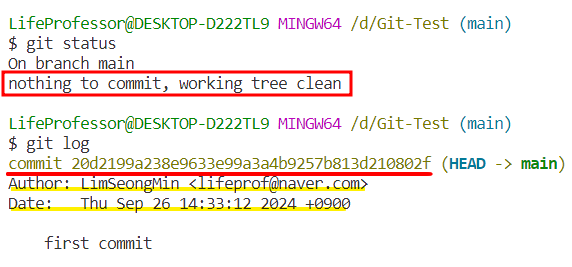 LifeProfessor@DESKTOP-D222TL9 MINGW64 /d/Git-Test (main)
$ git status
On branch main
nothing to commit, working tree clean
LifeProfessor@DESKTOP-D222TL9 MINGW64 /d/Git-Test (main)
$ git log
commit 20d2199a238e9633e99a3a4b9257b813d210802f (HEAD -> main)
Author: LimSeongMin <lifeprof@naver.com>
Date:   Thu Sep 26 14:33:12 2024 +0900
    first commit